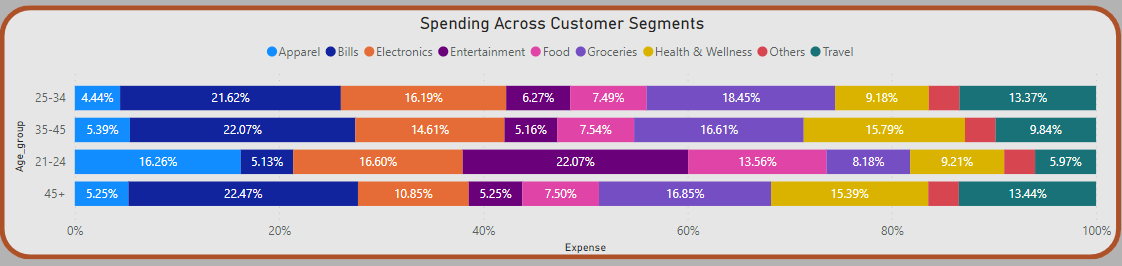 Spending Across Customer Segments
Apparel Bills Electronics Entertainment Food Groceries Health & Wellness Others Travel
Age_group
25-34 4.44% 21.62% 16.19% 6.27% 7.49% 18.45% 9.18% 13.37%
35-45 5.39% 22.07% 14.61% 5.16% 7.54% 16.61% 15.79% 9.84%
21-24 16.26% 5.13% 16.60% 22.07% 13.56% 8.18% 9.21% 5.97%
45+ 5.25% 22.47% 10.85% 5.25% 7.50% 16.85% 15.39% 13.44%
0% 20% 40% 60% 80% 100%
Expense